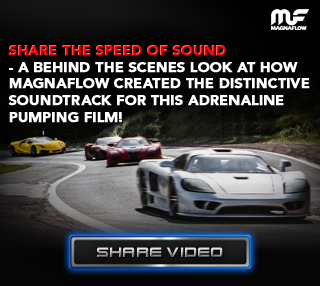 MF
MAGNAFLOW
SHARE THE SPEED OF SOUND
- A BEHIND THE SCENES LOOK AT HOW
MAGNAFLOW CREATED THE DISTINCTIVE
SOUNDTRACK FOR THIS ADRENALINE
PUMPING FILM!
SHARE VIDEO